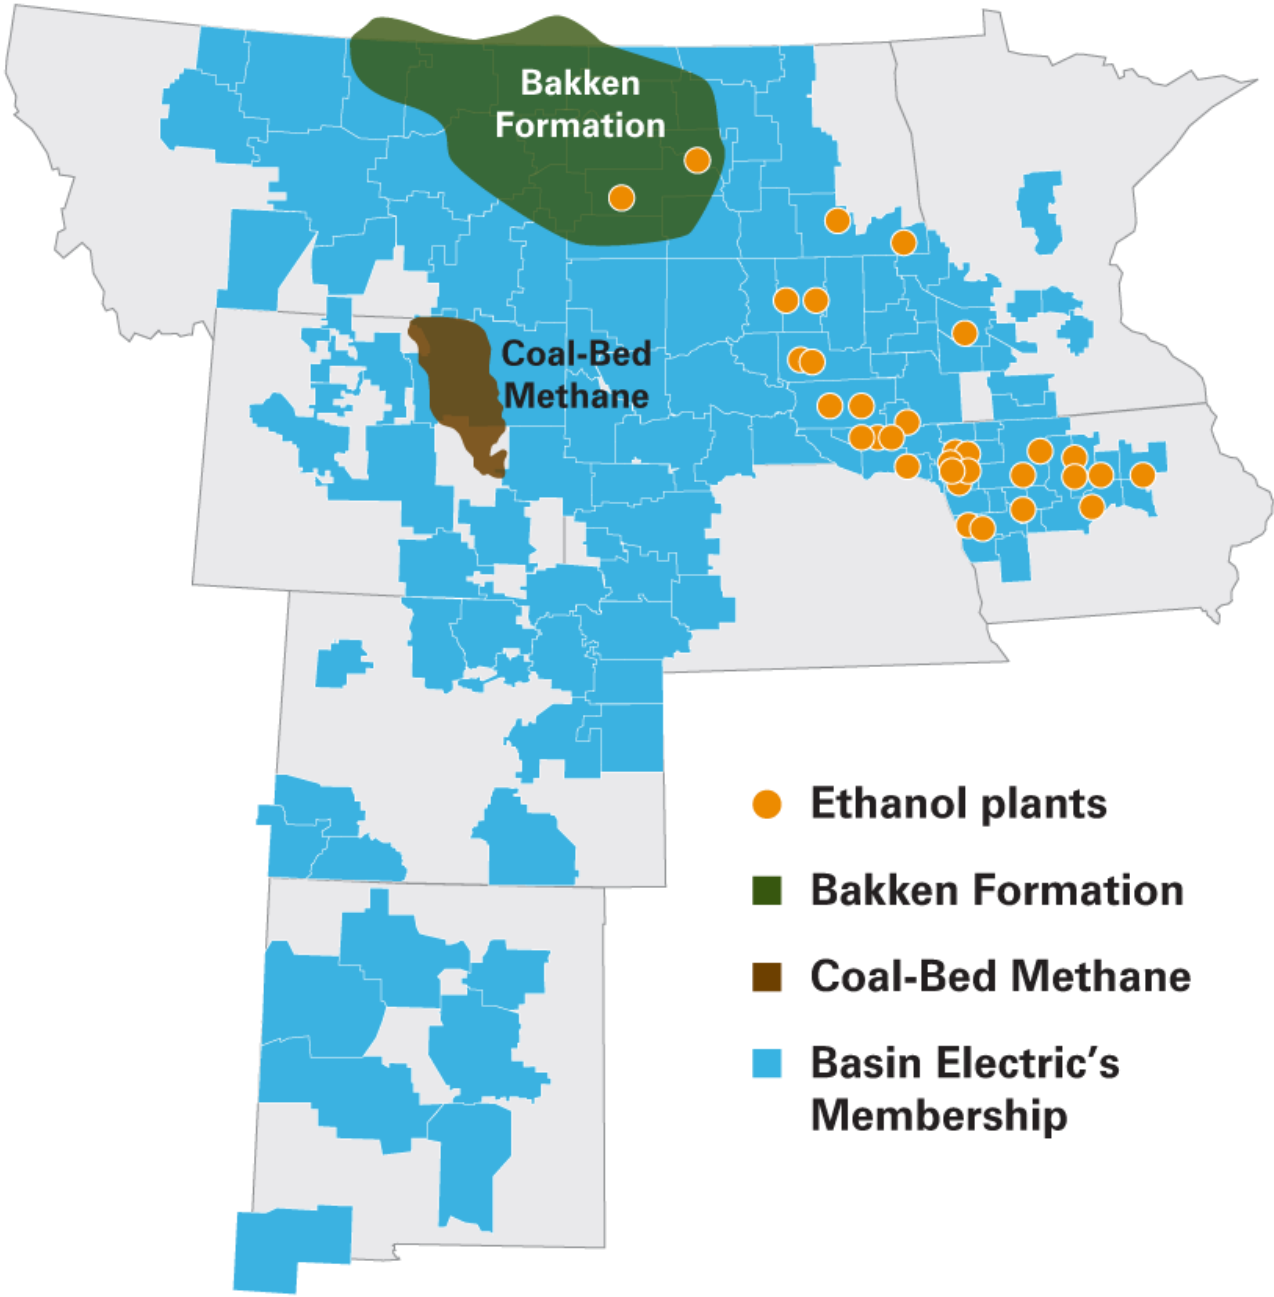 Bakken
Formation
Coal-Bed
Methane
Ethanol plants
Bakken Formation
Coal-Bed Methane
Basin Electric’s
Membership